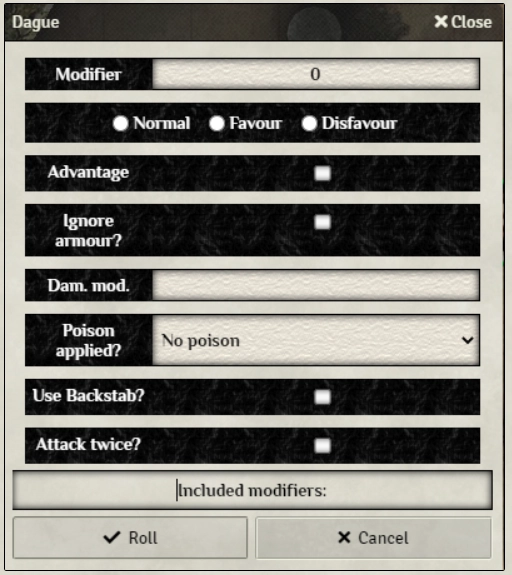 Dague
Close
Modifier
0
Normal Favour Disfavour
Advantage
Ignore
armour?
Dam. mod.
Poison
applied?
No poison
Use Backstab?
Attack twice?
Included modifiers:
Roll
Cancel